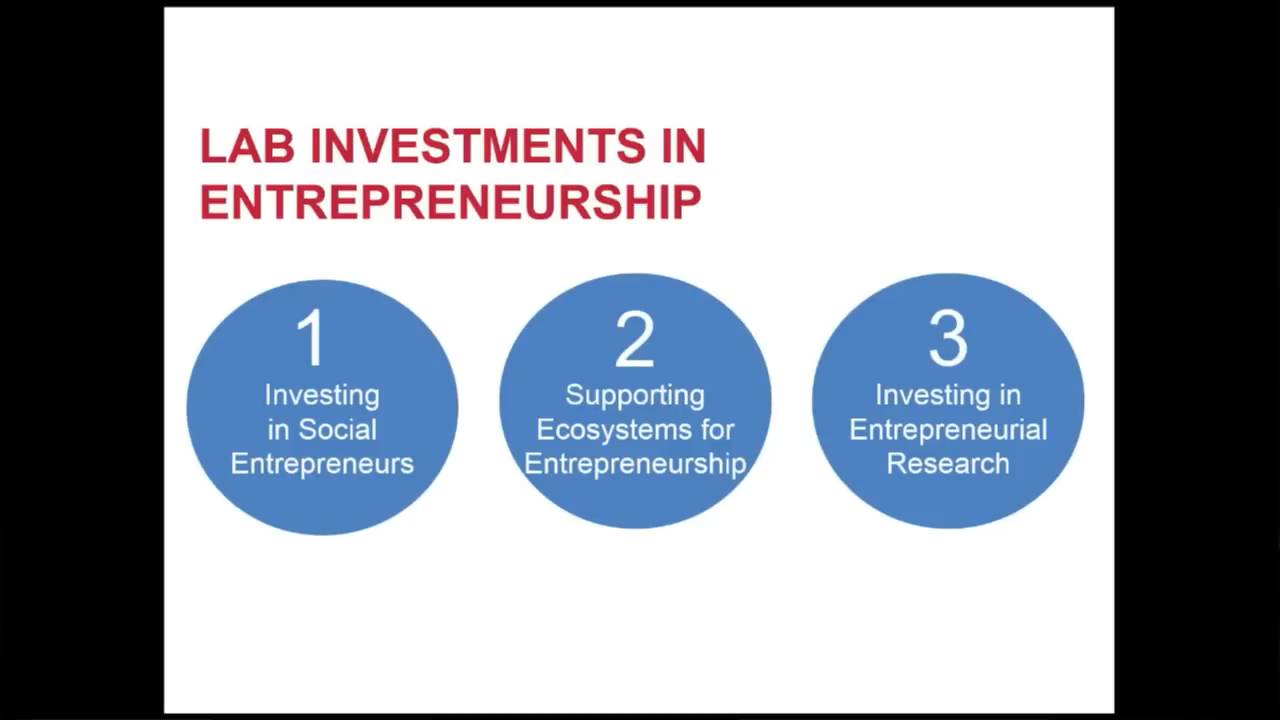 LAB INVESTMENTS IN
ENTREPRENEURSHIP
1
Investing
in Social
Entrepreneurs
2
Supporting
Ecosystems for
Entrepreneurship
3
Investing in
Entrepreneurial
Research